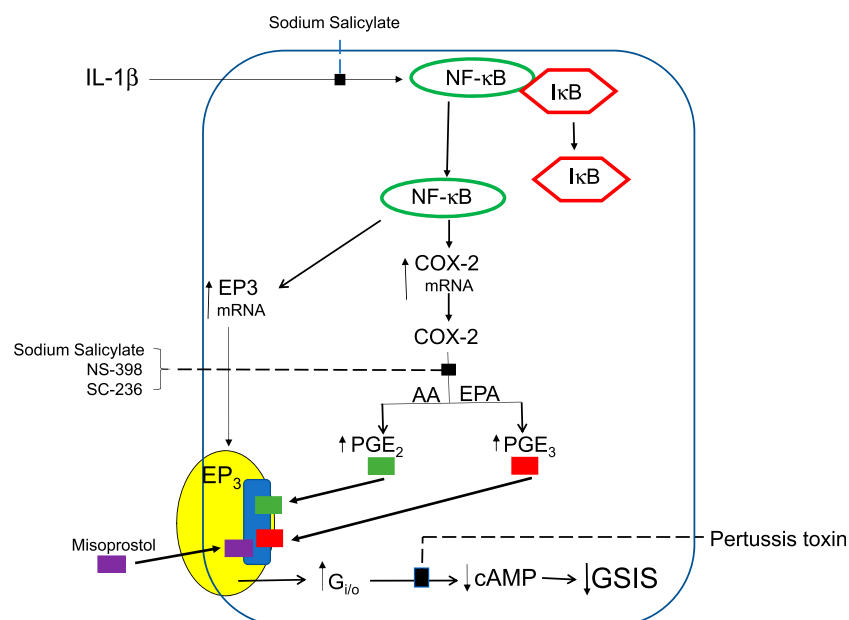 Sodium Salicylate
IL-1β
NF-κB
IκB
IκB
NF-κB
COX-2
mRNA
EP3
mRNA
COX-2
Sodium Salicylate
NS-398
SC-236
AA
EPA
PGE2
PGE3
EP3
Misoprostol
Pertussis toxin
Gi/o
cAMP
GSIS